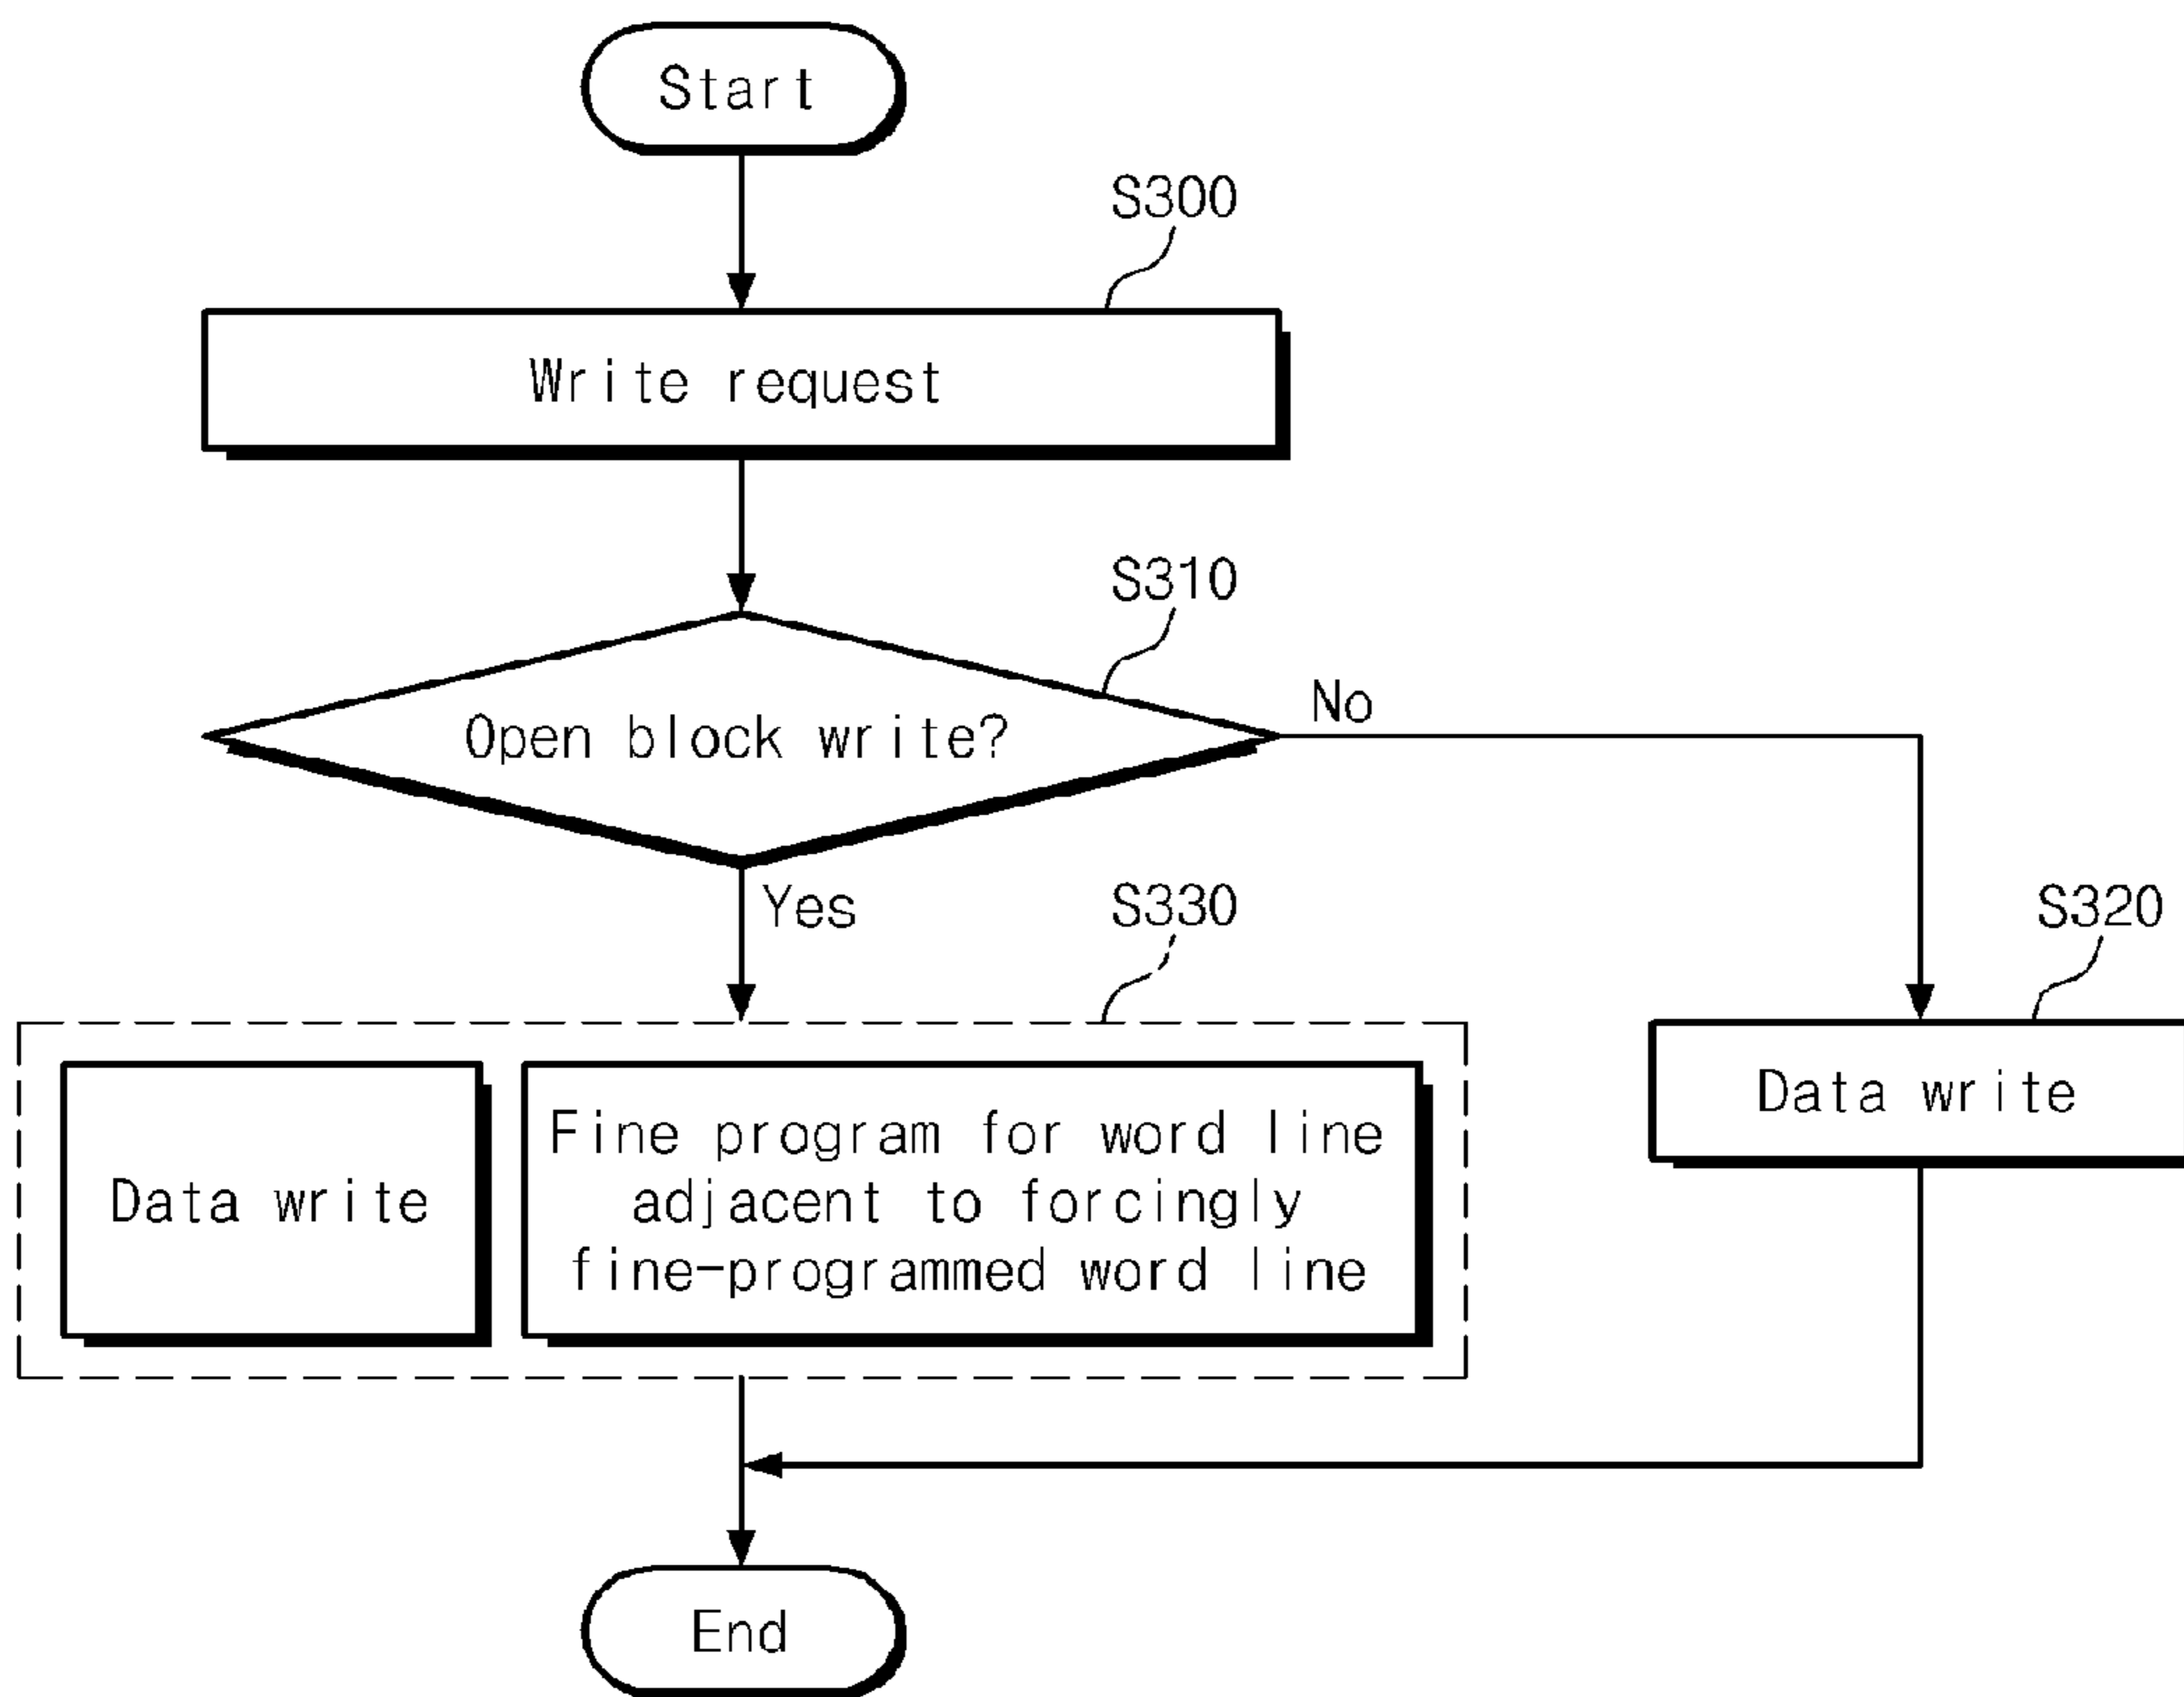 Start
S300
Write request
S310
Open block write?
No
Yes
S330
S320
Data write
Fine program for word line
adjacent to forcingly
fine-programmed word line
Data write
End